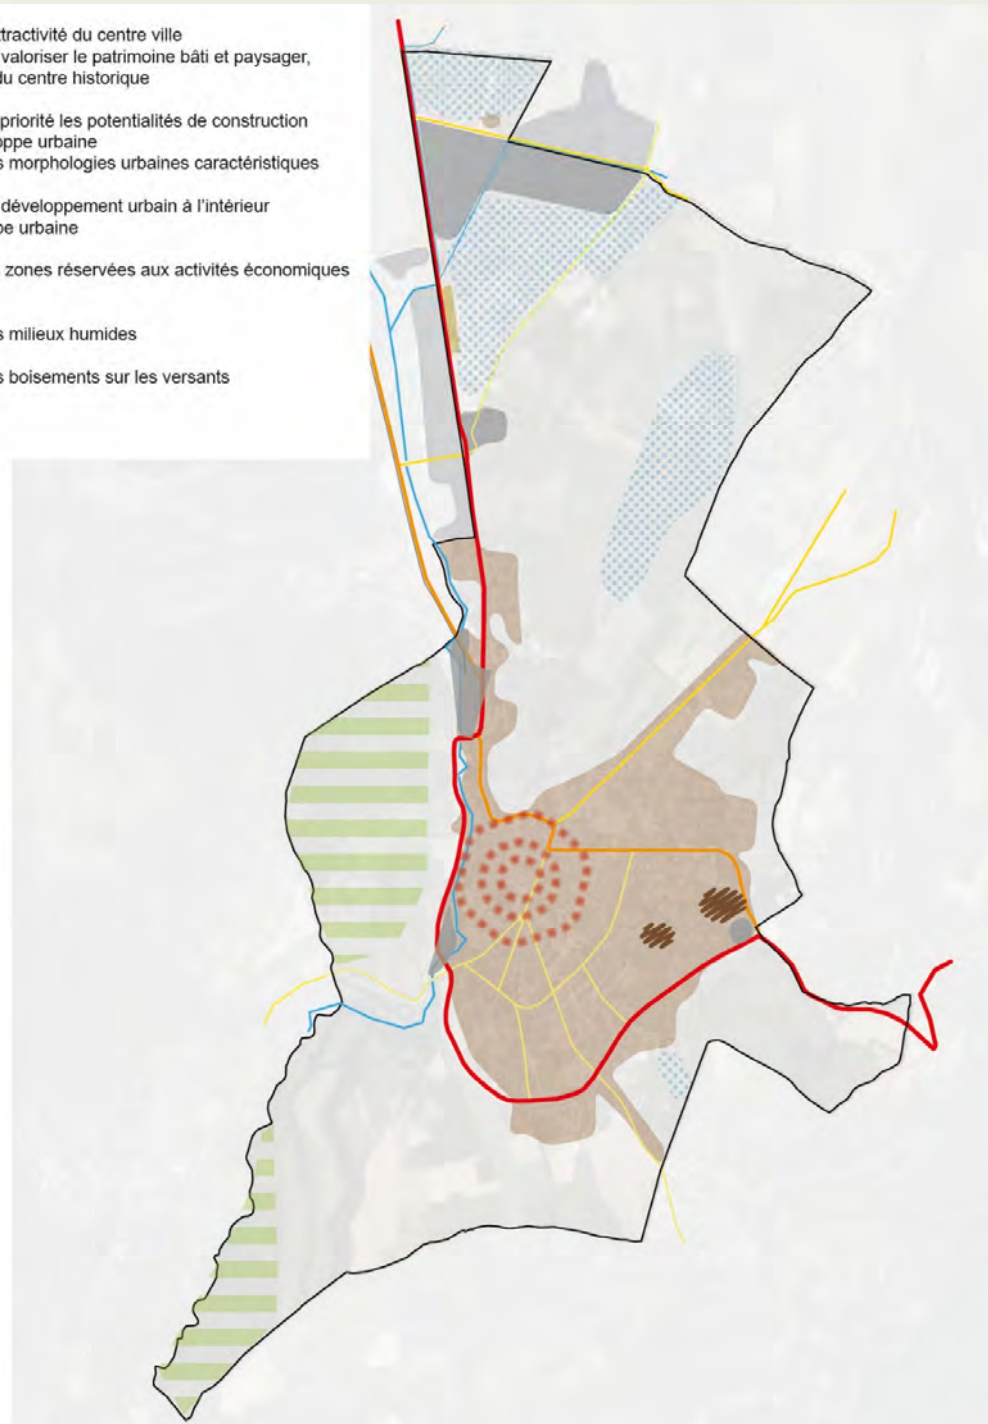 ttractivité du centre ville
valoriser le patrimoine bâti et paysager,
du centre historique
priorité les potentialités de construction
oppe urbaine
s morphologies urbaines caractéristiques
développement urbain à l'intérieur
pe urbaine
zones réservées aux activités économiques
s milieux humides
s boisements sur les versants